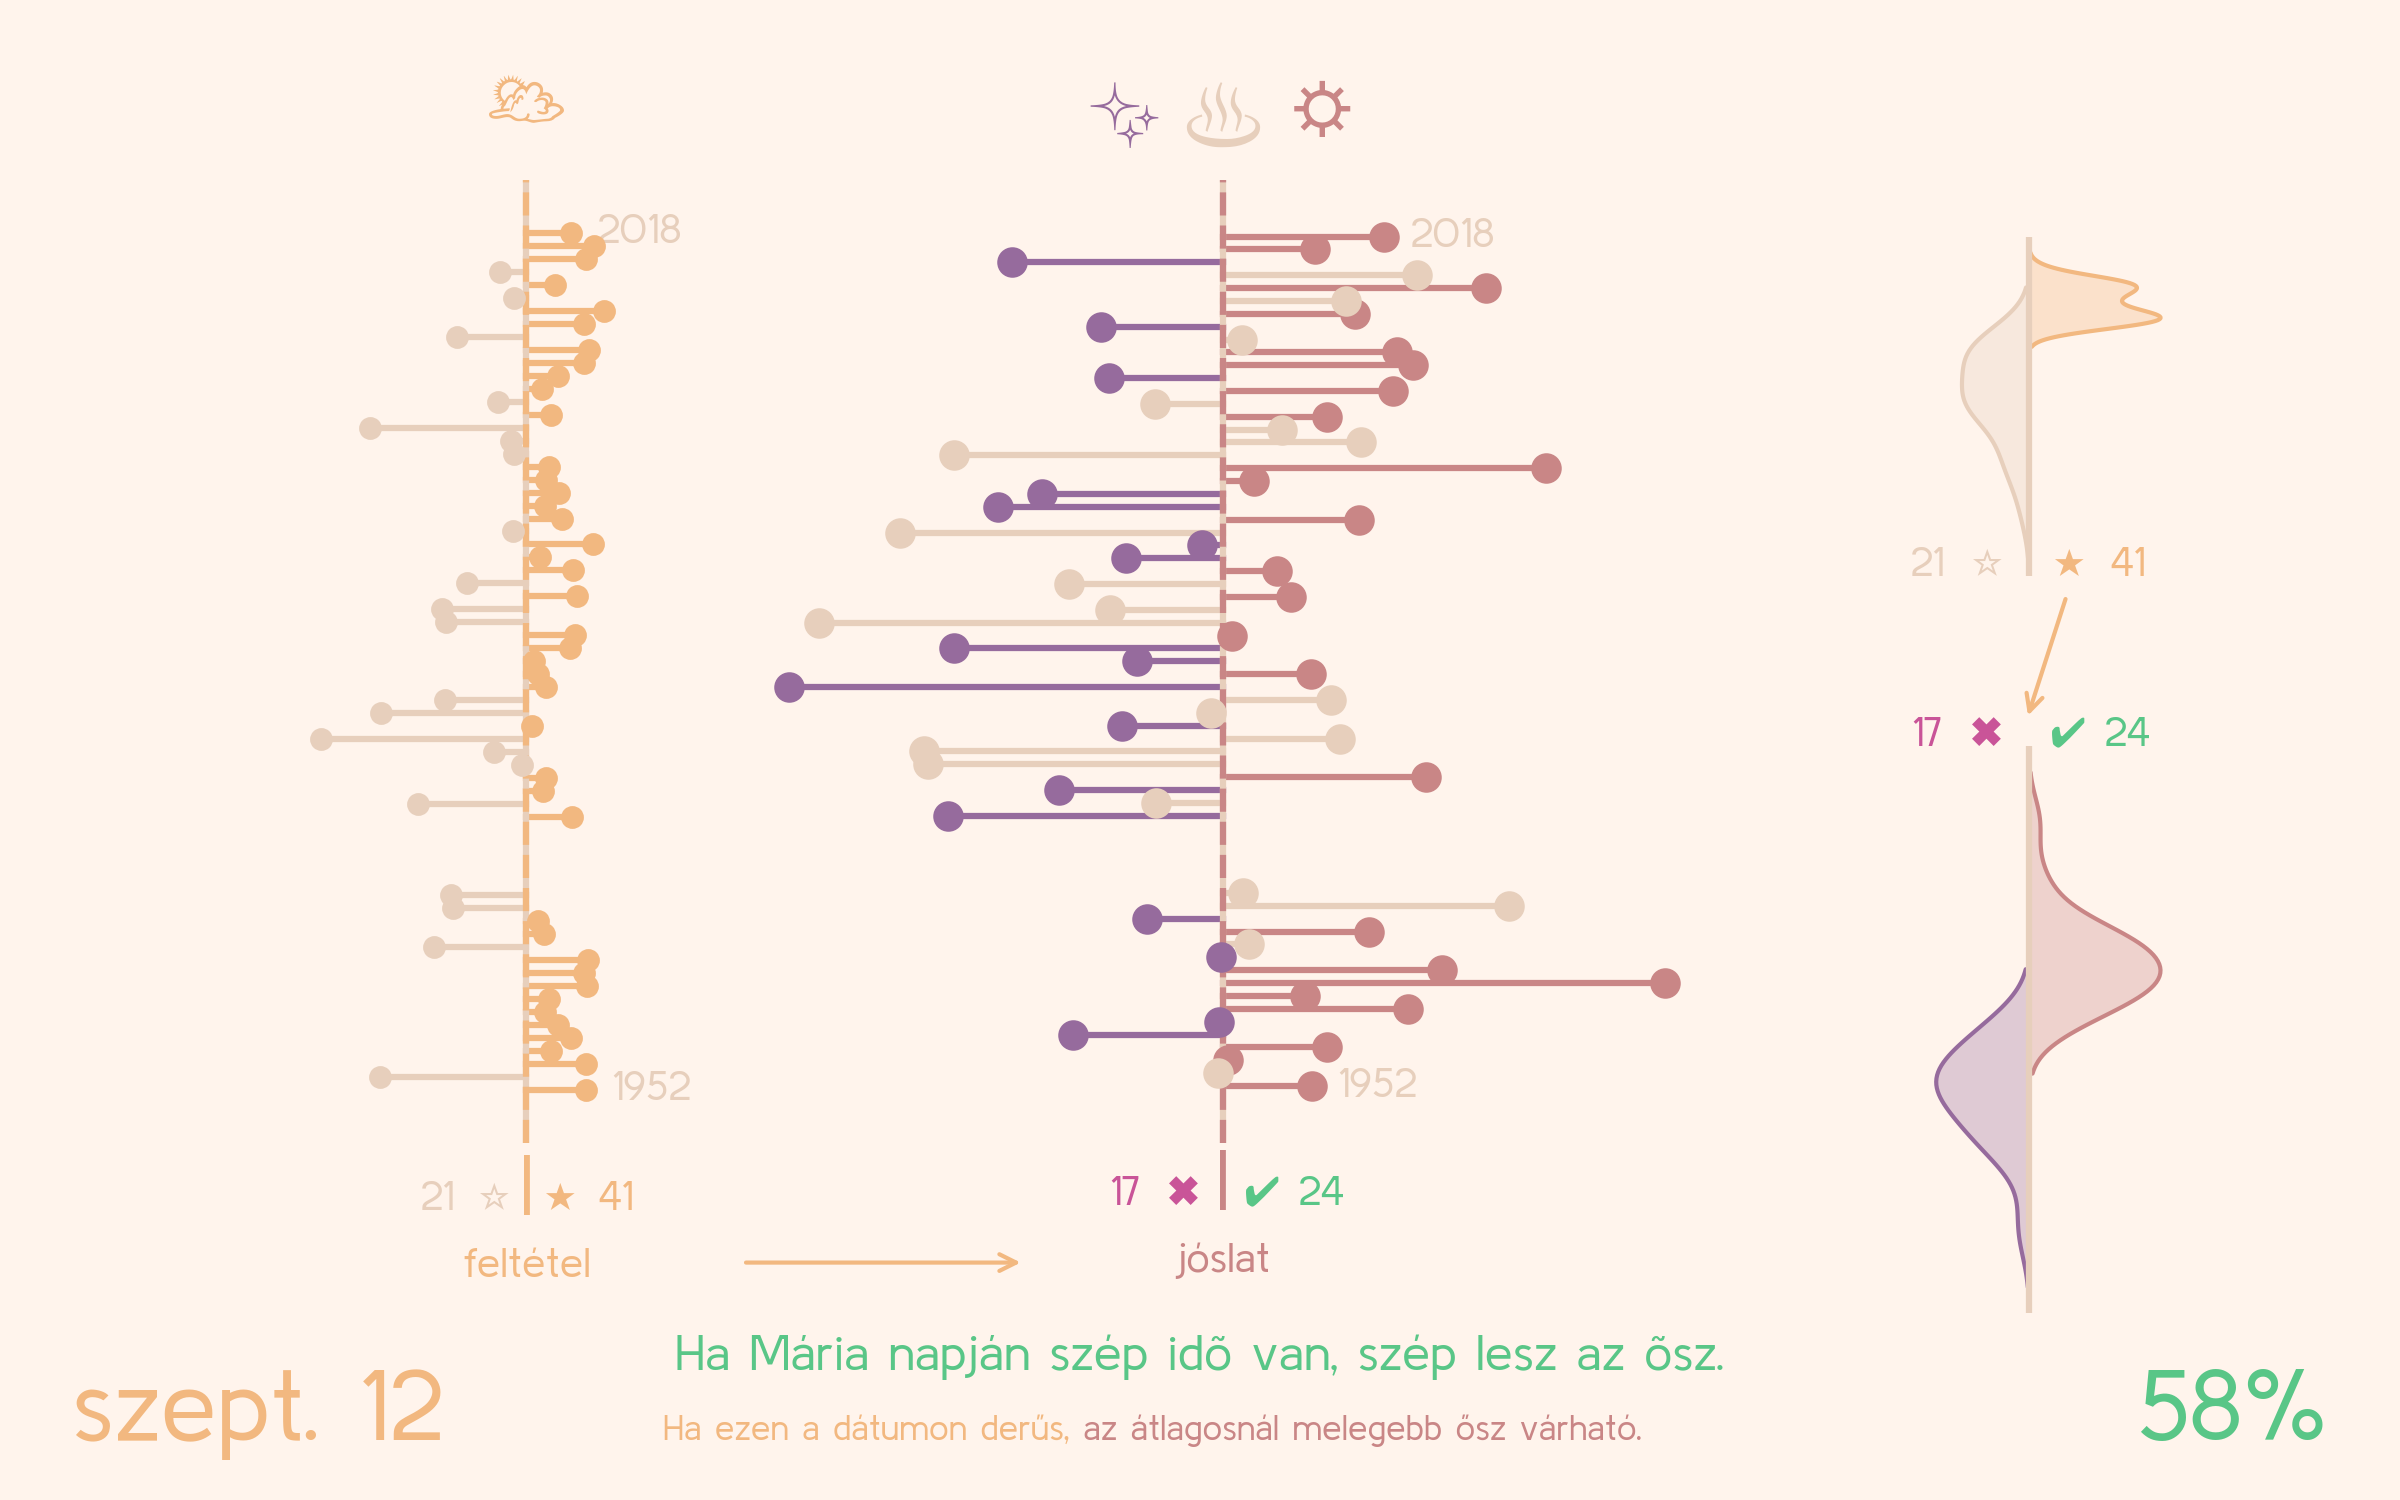 2018
2018
21 ☆ ★ 41
17 ✖ ✔ 24
1952
1952
21 ☆ ★ 41
17 ✖ ✔ 24
feltétel
jóslat
Ha Mária napján szép idõ van, szép lesz az õsz.
szept. 12
58%
Ha ezen a dátumon derűs, az átlagosnál melegebb ősz várható.